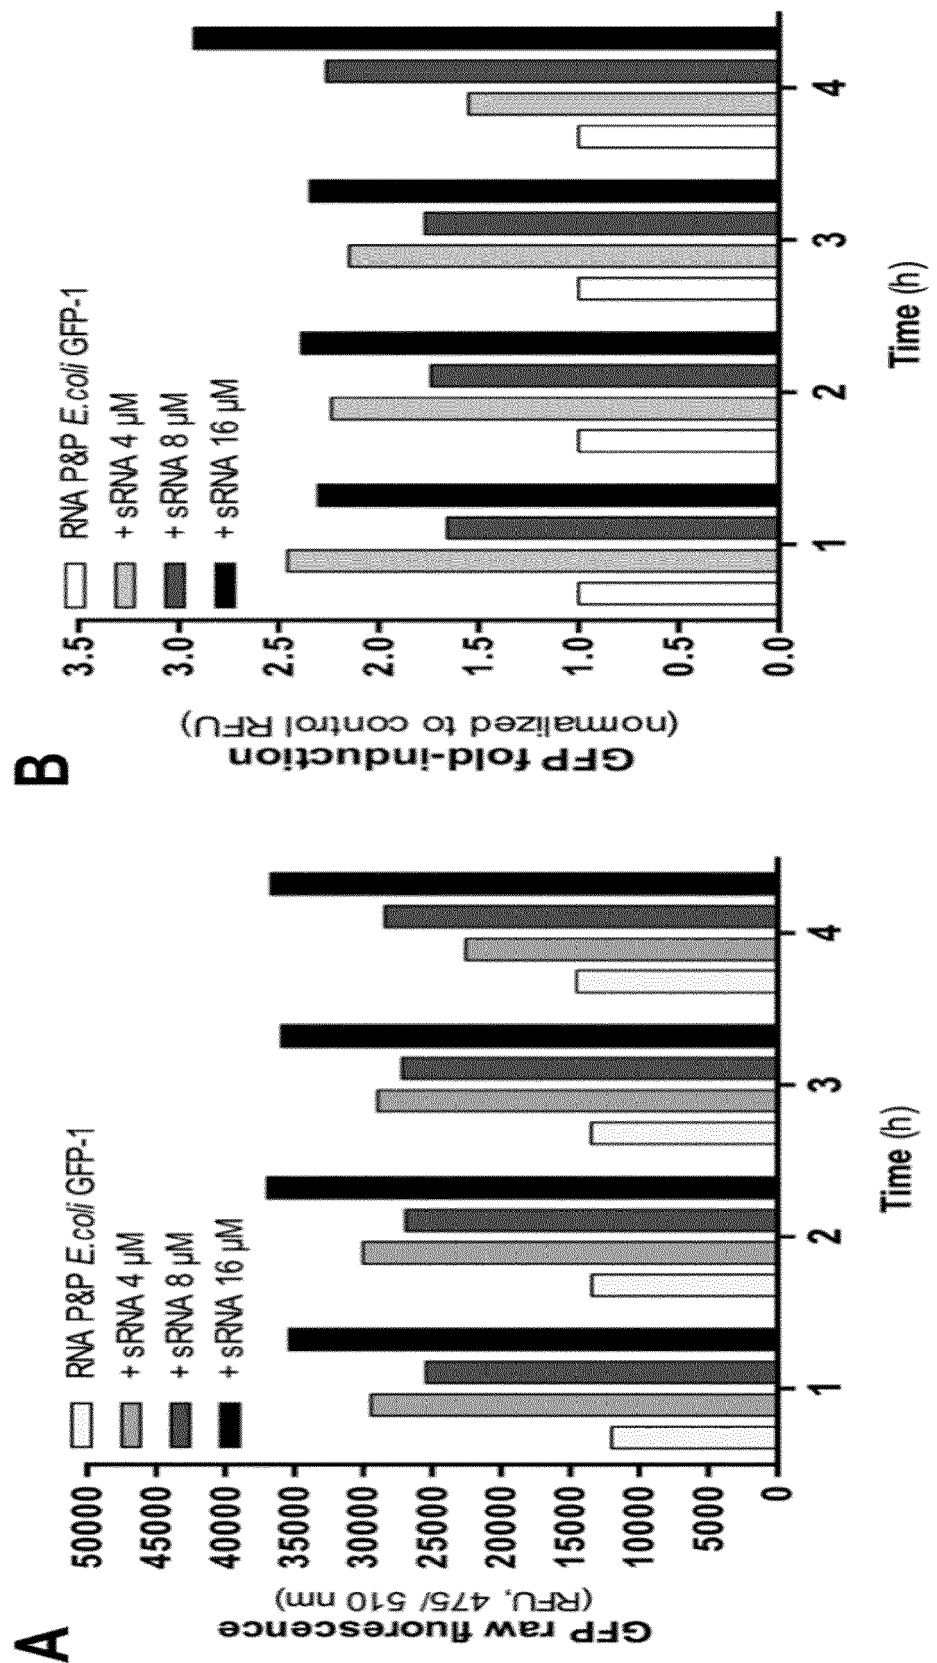 A
GFP raw fluorescence
(RFU, 475/ 510 nm)
50000
45000
40000
35000
30000
25000
20000
15000
10000
5000
0
RNA P&P E.coli GFP-1
+ sRNA 4 µM
+ sRNA 8 µM
+ sRNA 16 µM
1 2 3 4
Time (h)
B
GFP fold-induction
(normalized to control RFU)
3.5
3.0
2.5
2.0
1.5
1.0
0.5
0.0
RNA P&P E.coli GFP-1
+ sRNA 4 µM
+ sRNA 8 µM
+ sRNA 16 µM
1 2 3 4
Time (h)